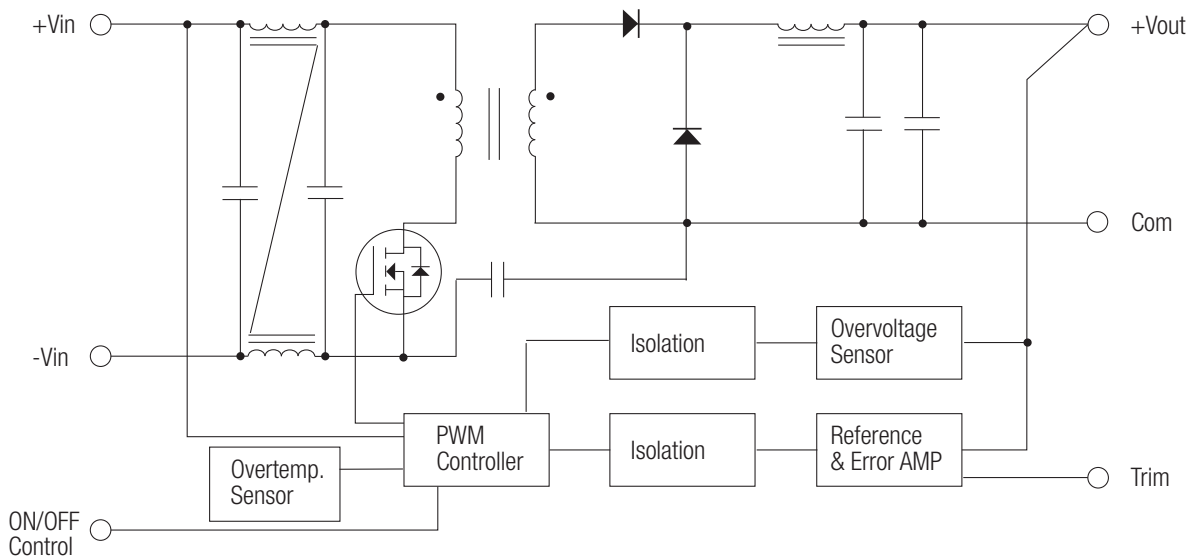 +Vin
+Vout
Com
-Vin
Isolation
Overvoltage
Sensor
PWM
Controller
Isolation
Reference
& Error AMP
Overtemp.
Sensor
Trim
ON/OFF
Control